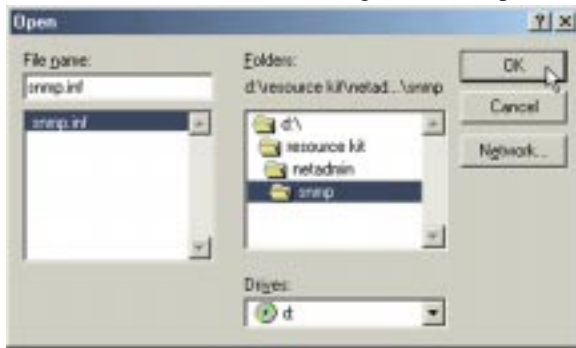 Open
File name:
snmp.inf
snmp.inf
Folders:
d:\resource kit\netad...\snmp
d:\
resource kit
netadmin
snmp
Drives:
d:
OK
Cancel
Network...